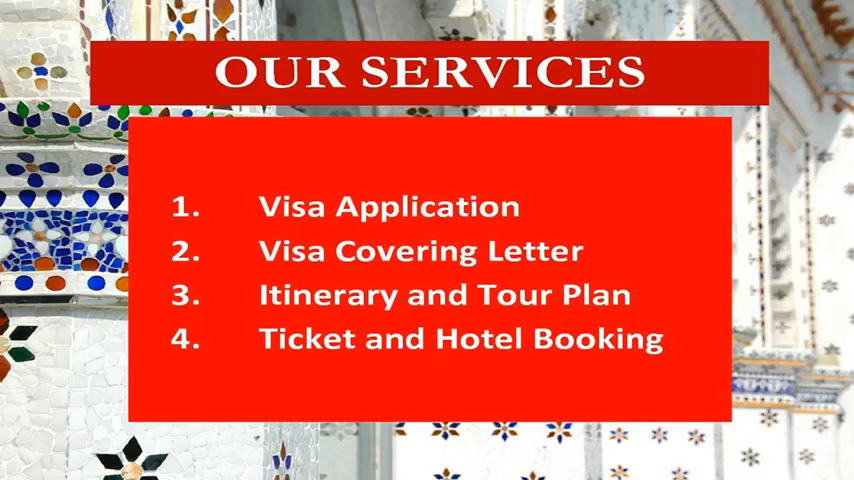 OUR SERVICES
1. Visa Application
2. Visa Covering Letter
3. Itinerary and Tour Plan
4. Ticket and Hotel Booking